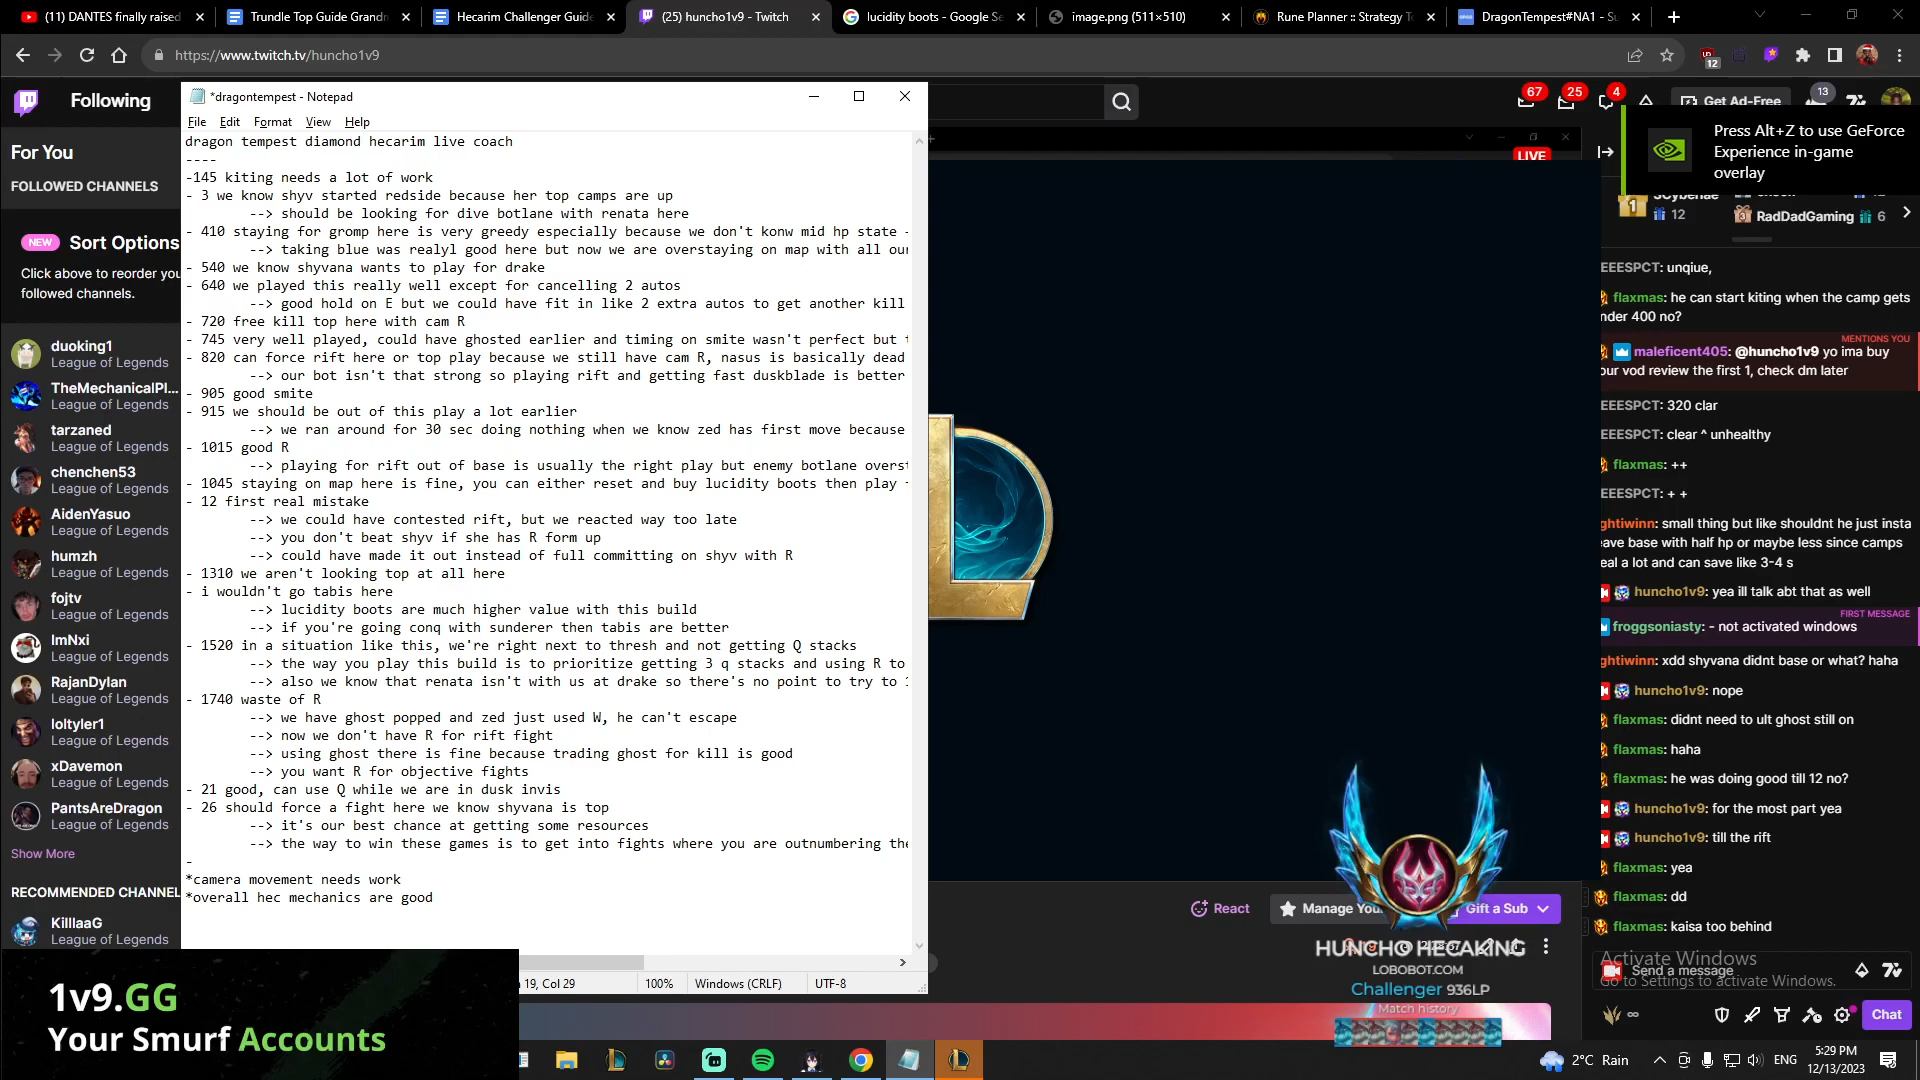 (11) DANTES finally raised
Trundle Top Guide Grandm
Hecarim Challenger Guide
(25) huncho1v9 - Twitch
lucidity boots - Google Se
image.png (511×510)
Rune Planner :: Strategy T
DragonTempest#NA1 - Su
https://www.twitch.tv/huncho1v9
12
Following
For You
FOLLOWED CHANNELS
NEW Sort Options
Click above to reorder you
followed channels.
duoking1
League of Legends
TheMechanicalPl...
League of Legends
tarzaned
League of Legends
chenchen53
League of Legends
AidenYasuo
League of Legends
humzh
League of Legends
fojtv
League of Legends
ImNxi
League of Legends
RajanDylan
League of Legends
loltyler1
League of Legends
xDavemon
League of Legends
PantsAreDragon
League of Legends
Show More
RECOMMENDED CHANNEL
KilllaaG
League of Legends
*dragontempest - Notepad
File Edit Format View Help
dragon tempest diamond hecarim live coach
----
-145 kiting needs a lot of work
- 3 we know shyv started redside because her top camps are up
--> should be looking for dive botlane with renata here
- 410 staying for gromp here is very greedy especially because we don't konw mid hp state -
--> taking blue was realyl good here but now we are overstaying on map with all our
- 540 we know shyvana wants to play for drake
- 640 we played this really well except for cancelling 2 autos
--> good hold on E but we could have fit in like 2 extra autos to get another kill
- 720 free kill top here with cam R
- 745 very well played, could have ghosted earlier and timing on smite wasn't perfect but
- 820 can force rift here or top play because we still have cam R, nasus is basically dead
--> our bot isn't that strong so playing rift and getting fast duskblade is better
- 905 good smite
- 915 we should be out of this play a lot earlier
--> we ran around for 30 sec doing nothing when we know zed has first move because
- 1015 good R
--> playing for rift out of base is usually the right play but enemy botlane overst
- 1045 staying on map here is fine, you can either reset and buy lucidity boots then play
- 12 first real mistake
--> we could have contested rift, but we reacted way too late
--> you don't beat shyv if she has R form up
--> could have made it out instead of full committing on shyv with R
- 1310 we aren't looking top at all here
- i wouldn't go tabis here
--> lucidity boots are much higher value with this build
--> if you're going conq with sunderer then tabis are better
- 1520 in a situation like this, we're right next to thresh and not getting Q stacks
--> the way you play this build is to prioritize getting 3 q stacks and using R to
--> also we know that renata isn't with us at drake so there's no point to try to
- 1740 waste of R
--> we have ghost popped and zed just used W, he can't escape
--> now we don't have R for rift fight
--> using ghost there is fine because trading ghost for kill is good
--> you want R for objective fights
- 21 good, can use Q while we are in dusk invis
- 26 should force a fight here we know shyvana is top
--> it's our best chance at getting some resources
--> the way to win these games is to get into fights where you are outnumbering the
-
*camera movement needs work
*overall hec mechanics are good
n 19, Col 29
100%
Windows (CRLF)
UTF-8
67 25 4 13
Get Ad-Free
LIVE
Press Alt+Z to use GeForce
Experience in-game
overlay
12
RadDadGaming 6
EEESPCT: unqiue,
flaxmas: he can start kiting when the camp gets
nder 400 no?
MENTIONS YOU
maleficent405: @huncho1v9 yo ima buy
our vod review the first 1, check dm later
EEESPCT: 320 clar
EEESPCT: clear ^ unhealthy
flaxmas: ++
EEESPCT: + +
ghtiwinn: small thing but like shouldnt he just insta
eave base with half hp or maybe less since camps
eal a lot and can save like 3-4 s
huncho1v9: yea ill talk abt that as well
FIRST MESSAGE
froggsoniasty: - not activated windows
ghtiwinn: xdd shyvana didnt base or what? haha
huncho1v9: nope
flaxmas: didnt need to ult ghost still on
flaxmas: haha
flaxmas: he was doing good till 12 no?
huncho1v9: for the most part yea
huncho1v9: till the rift
flaxmas: yea
flaxmas: dd
flaxmas: kaisa too behind
Activate Windows
Send a message
Go to Settings to activate Windows.
Chat
React
Manage You
Gift a Sub
HUNCHO HECAKING
LOBOBOT.COM
Challenger 936LP
Match history
1v9.GG
Your Smurf Accounts
2°C Rain
ENG
5:29 PM
12/13/2023